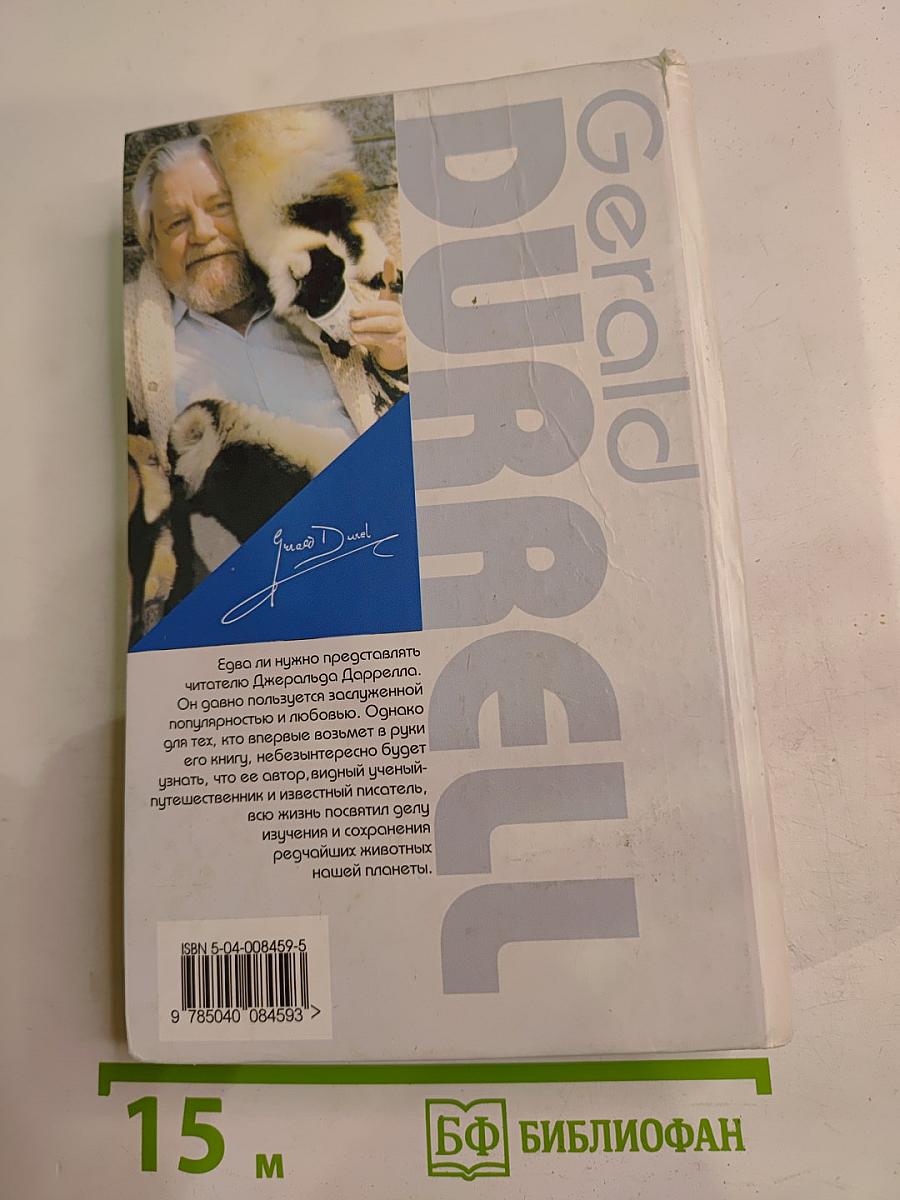 Gerald
DURRELL
Gerald Durrell
Едва ли нужно представлять
читателю Джеральда Даррелла.
Он давно пользуется заслуженной
популярностью и любовью. Однако
для тех, кто впервые возьмет в руки
его книгу, небезынтересно будет
узнать, что ее автор,видный ученый-
путешественник и известный писатель,
всю жизнь посвятил делу
изучения и сохранения
редчайших животных
нашей планеты.
ISBN 5-04-008459-5
9 785040 084593 >
15 м
БФ БИБЛИОФАН